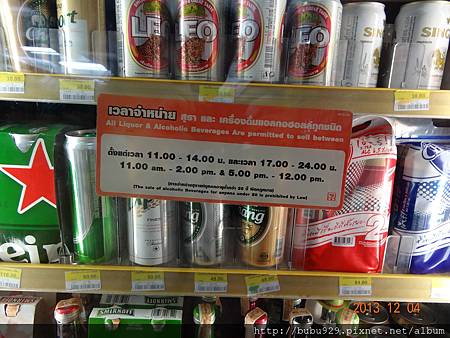 LEO
LEO
LEO
LEO
SING
เวลาจำหน่าย สุรา และ เครื่องดื่มแอลกอฮอลล์ทุกชนิด
All Liquor & Alcoholic Beverages Are permitted to sell between
ตั้งแต่เวลา 11.00 - 14.00 น. และเวลา 17.00 - 24.00 น.
11.00 am. - 2.00 pm. & 5.00 pm. - 12.00 pm.
(The sale of alcoholic Beverages for anyone under 20 is prohibited by Law)
Hein
ang
SMIRNOFF
2013 12 04
http://bubu929.pixnet.net/album